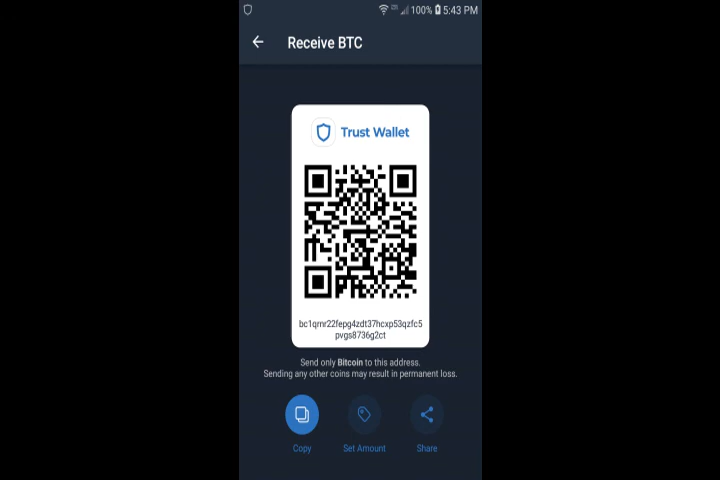 100% 5:43 PM
Receive BTC
Trust Wallet
bc1qrnr22fepg4zdt37hcxp53qzfc5
pvgs8736g2ct
Send only Bitcoin to this address.
Sending any other coins may result in permanent loss.
Copy Set Amount Share